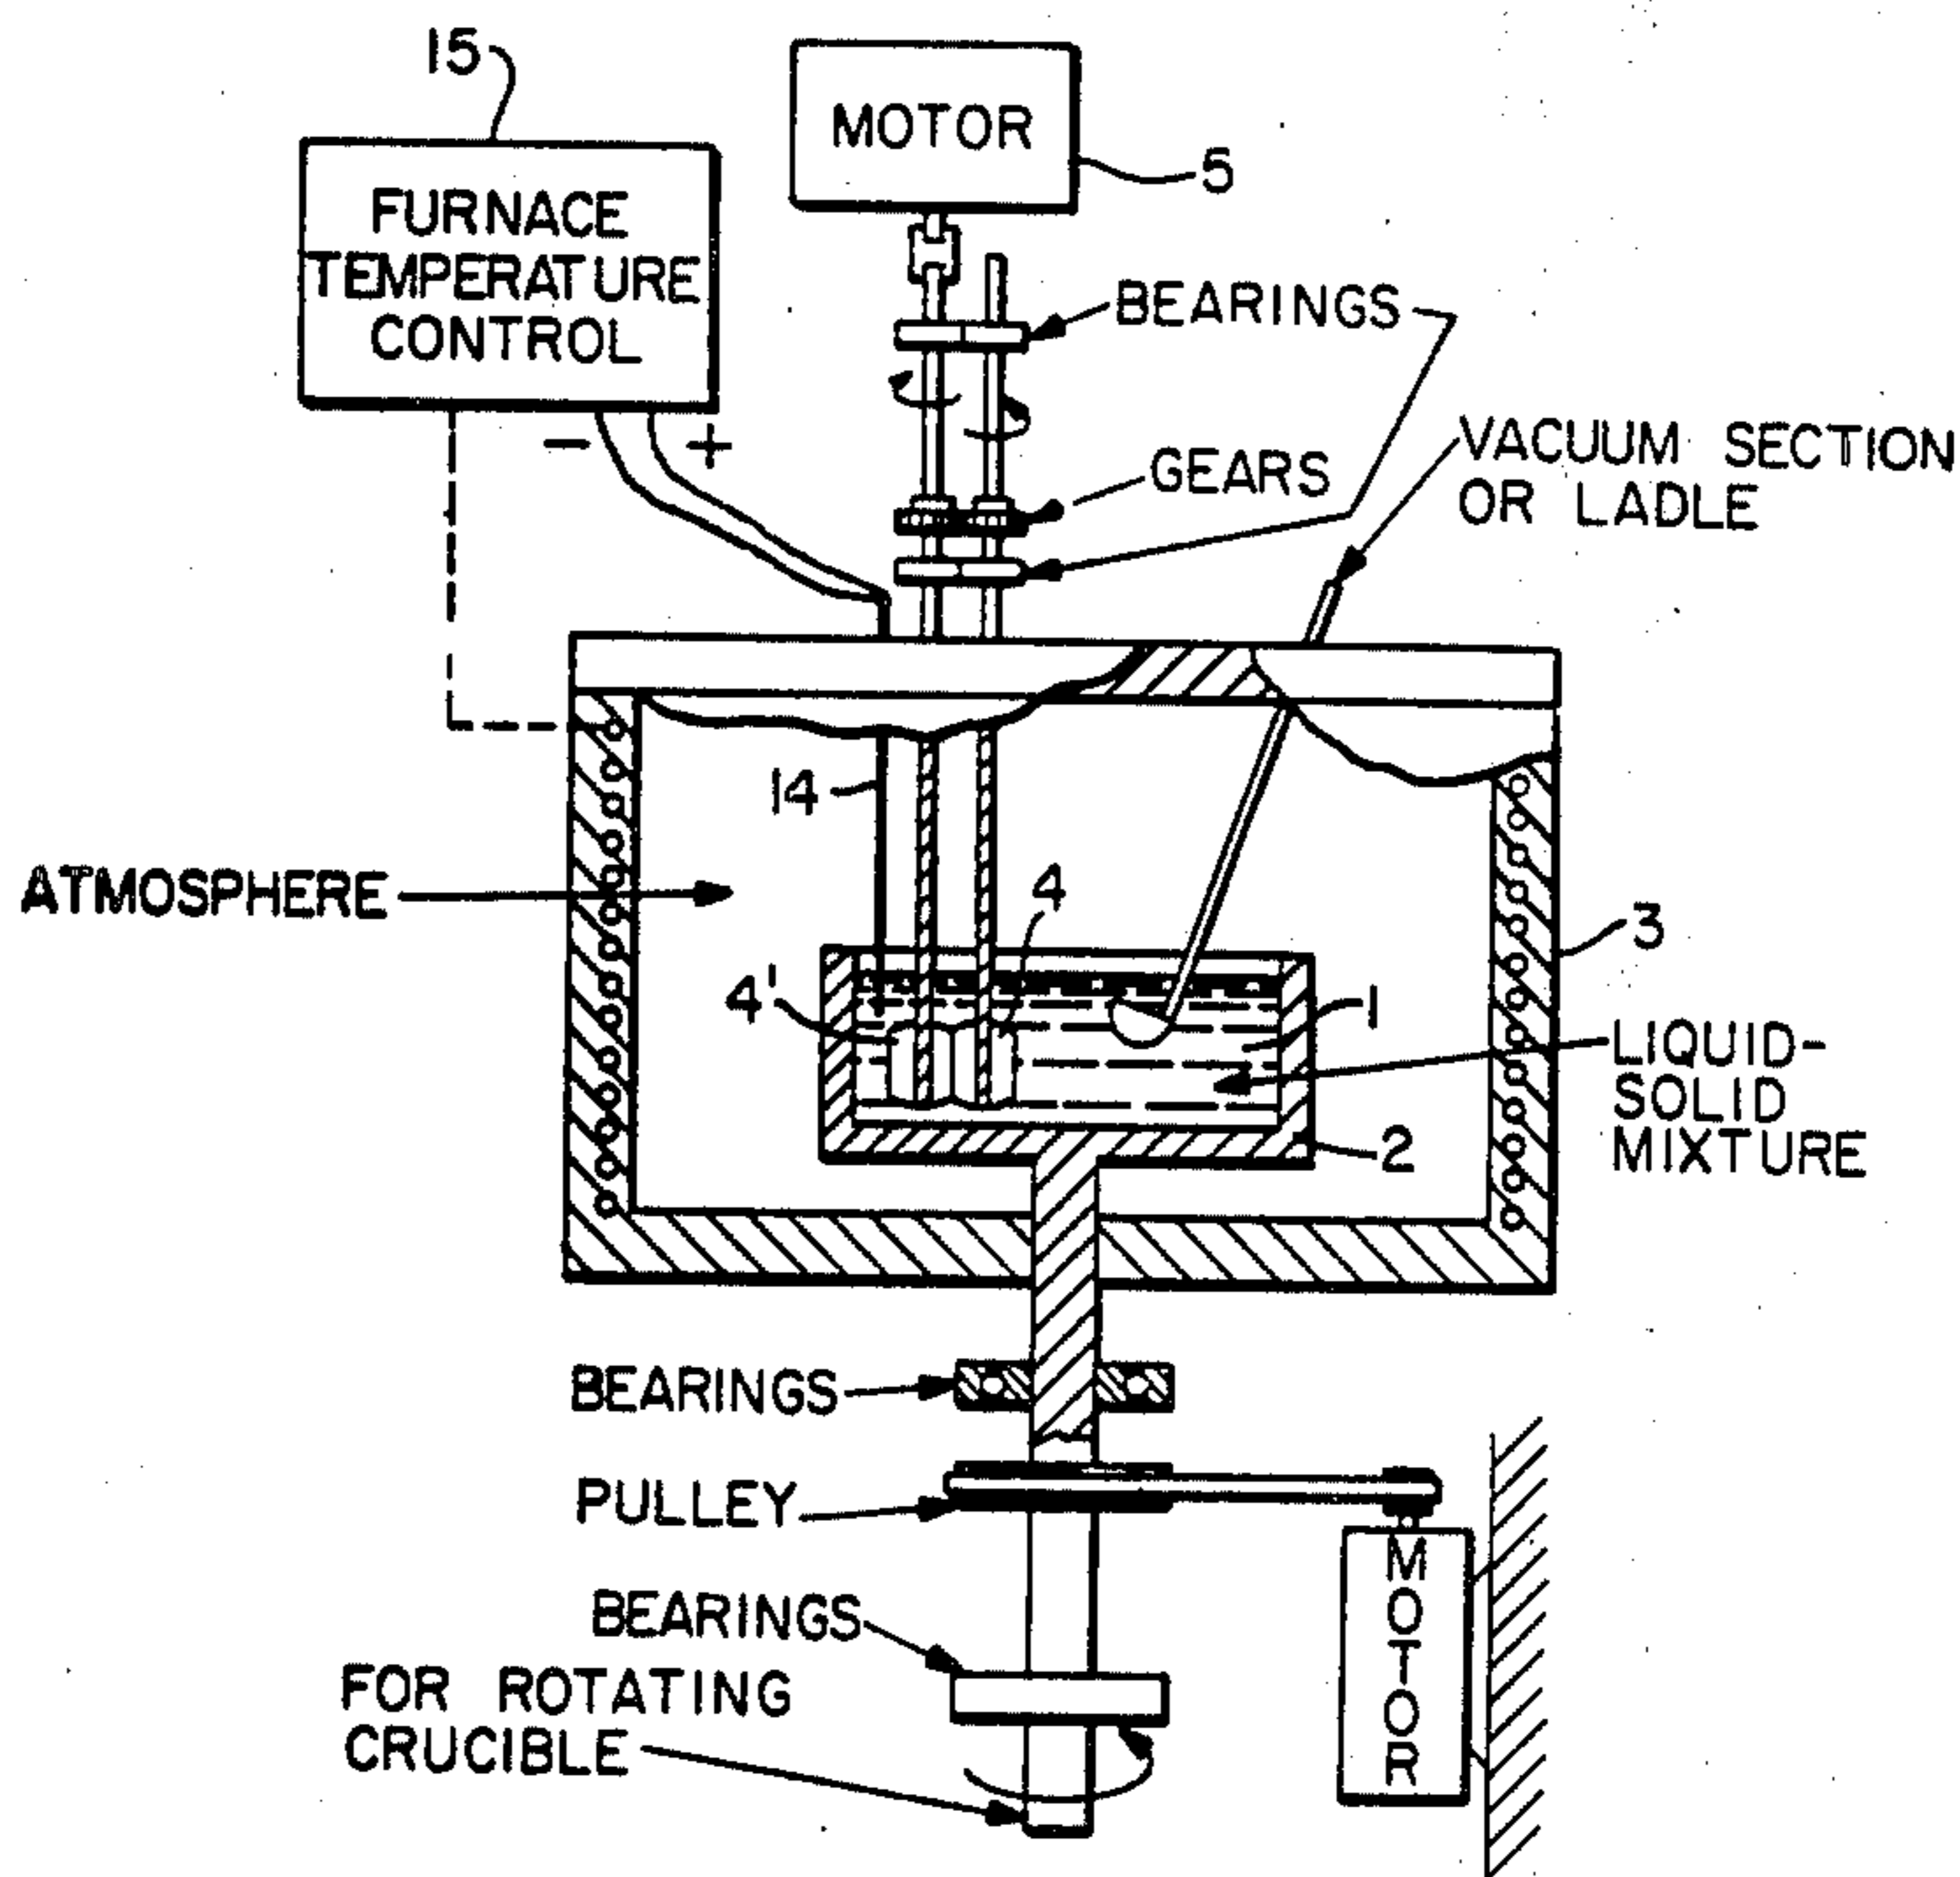 15
MOTOR
5
FURNACE
TEMPERATURE
CONTROL
BEARINGS
−
+
GEARS
VACUUM SECTION
OR LADLE
14
ATMOSPHERE
4
3
4'
1
LIQUID-
SOLID
MIXTURE
2
BEARINGS
PULLEY
MOTOR
BEARINGS
FOR ROTATING
CRUCIBLE